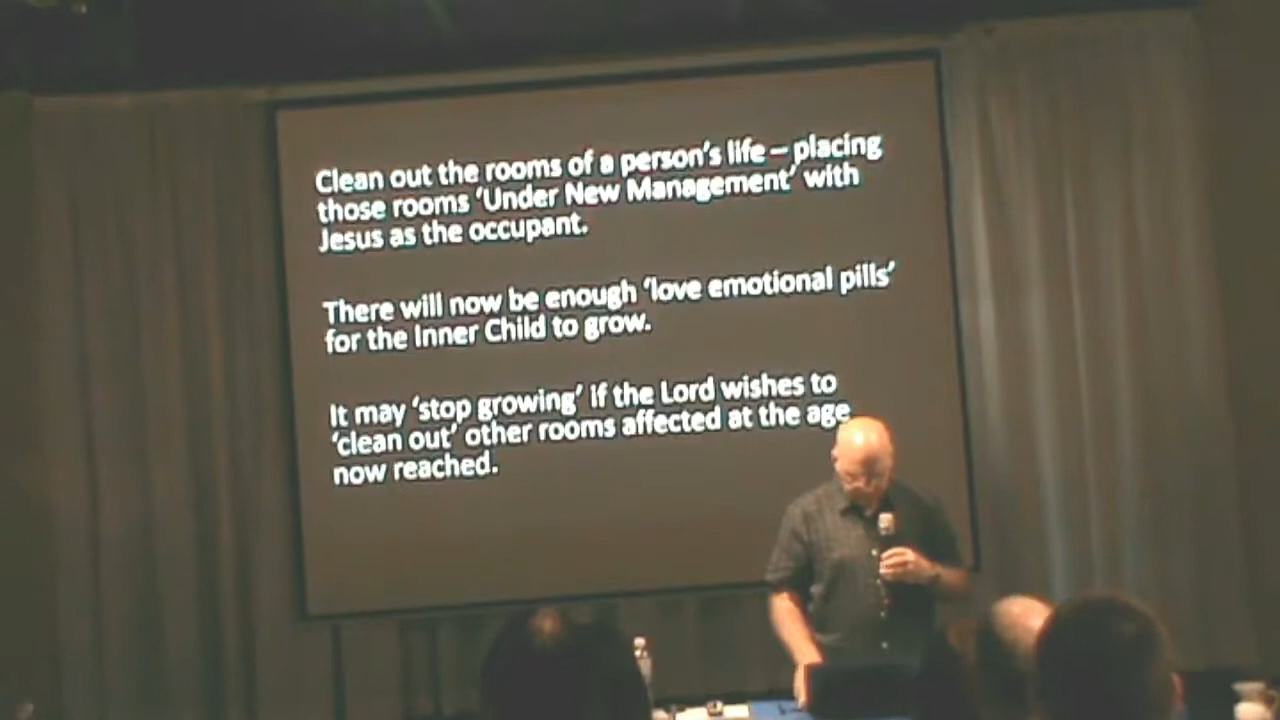 Clean out the rooms of a person's life – placing
those rooms 'Under New Management' with
Jesus as the occupant.
There will now be enough 'love emotional pills'
for the Inner Child to grow.
It may 'stop growing' if the Lord wishes to
'clean out' other rooms affected at the age
now reached.